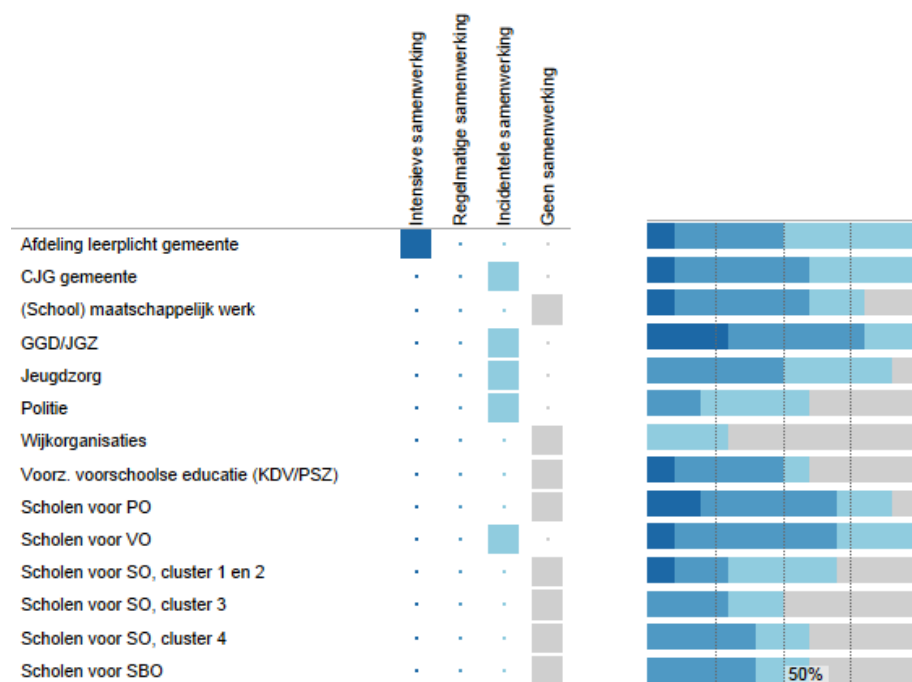 Intensieve samenwerking
Regelmatige samenwerking
Incidentele samenwerking
Geen samenwerking
Afdeling leerplicht gemeente
CJG gemeente
(School) maatschappelijk werk
GGD/JGZ
Jeugdzorg
Politie
Wijkorganisaties
Voorz. voorschoolse educatie (KDV/PSZ)
Scholen voor PO
Scholen voor VO
Scholen voor SO, cluster 1 en 2
Scholen voor SO, cluster 3
Scholen voor SO, cluster 4
Scholen voor SBO
50%